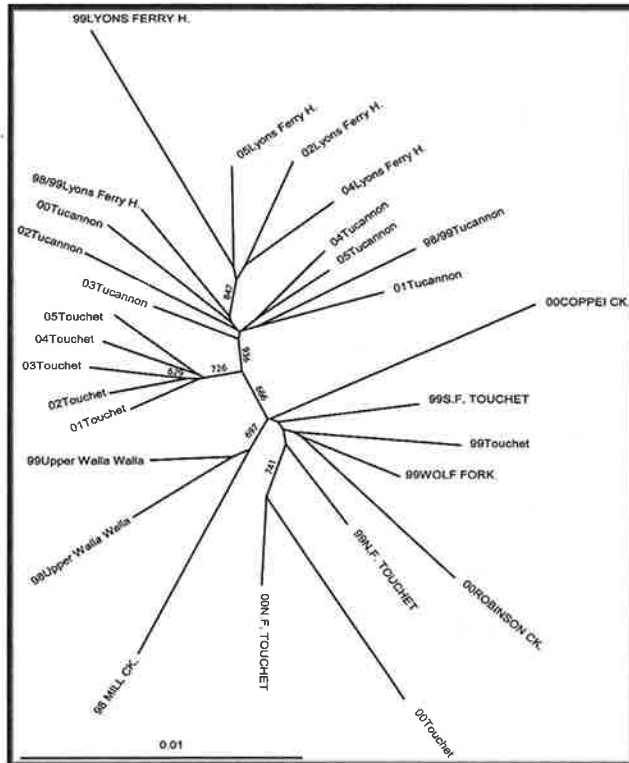 99LYONS FERRY H.
05Lyons Ferry H.
02Lyons Ferry H.
04Lyons Ferry H.
98/99Lyons Ferry H.
00Tucannon
02Tucannon
03Tucannon
04Tucannon
05Tucannon
98/99Tucannon
01Tucannon
847
936
05Touchet
04Touchet
03Touchet
02Touchet
01Touchet
629
726
666
00COPPEI CK.
99S.F. TOUCHET
99Touchet
99WOLF FORK
697
741
99Upper Walla Walla
98Upper Walla Walla
98 MILL CK.
00N F. TOUCHET
99N.F. TOUCHET
00ROBINSON CK.
00Touchet
0.01